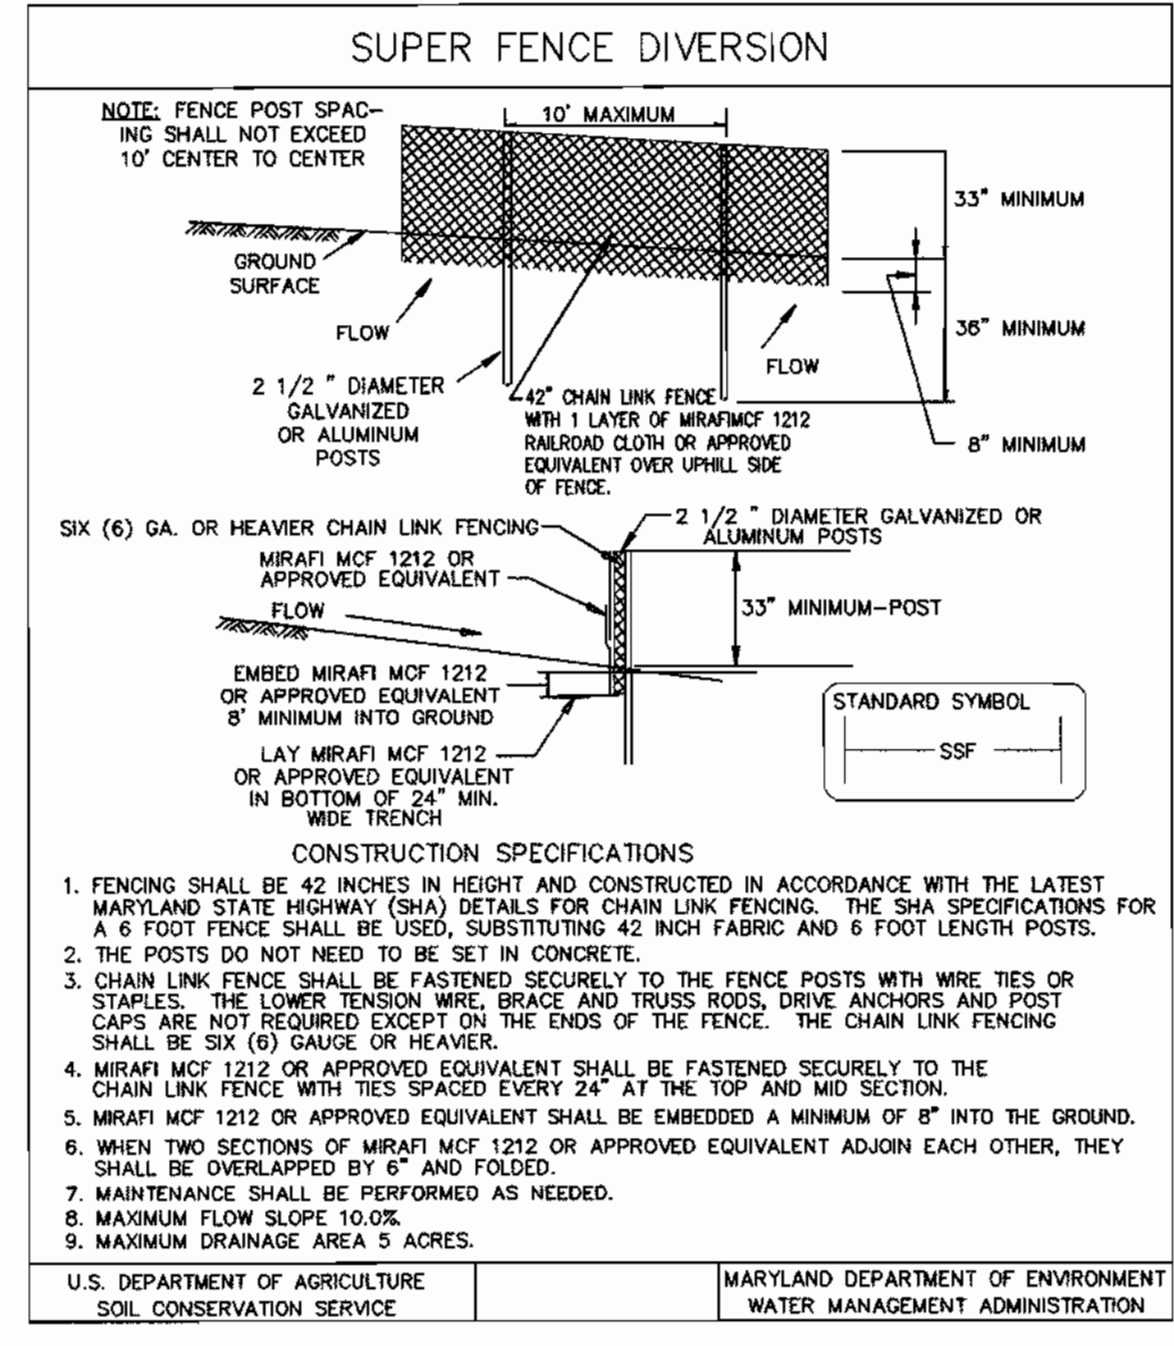 SUPER FENCE DIVERSION
NOTE: FENCE POST SPAC-
ING SHALL NOT EXCEED
10' CENTER TO CENTER
10' MAXIMUM
33" MINIMUM
GROUND
SURFACE
FLOW
FLOW
36" MINIMUM
8" MINIMUM
2 1/2 " DIAMETER
GALVANIZED
OR ALUMINUM
POSTS
42" CHAIN LINK FENCE
WITH 1 LAYER OF MIRAFIMCF 1212
RAILROAD CLOTH OR APPROVED
EQUIVALENT OVER UPHILL SIDE
OF FENCE.
SIX (6) GA. OR HEAVIER CHAIN LINK FENCING
2 1/2 " DIAMETER GALVANIZED OR
ALUMINUM POSTS
MIRAFI MCF 1212 OR
APPROVED EQUIVALENT
FLOW
33" MINIMUM-POST
EMBED MIRAFI MCF 1212
OR APPROVED EQUIVALENT
8' MINIMUM INTO GROUND
LAY MIRAFI MCF 1212
OR APPROVED EQUIVALENT
IN BOTTOM OF 24" MIN.
WIDE TRENCH
STANDARD SYMBOL
SSF
CONSTRUCTION SPECIFICATIONS
1. FENCING SHALL BE 42 INCHES IN HEIGHT AND CONSTRUCTED IN ACCORDANCE WITH THE LATEST
MARYLAND STATE HIGHWAY (SHA) DETAILS FOR CHAIN LINK FENCING. THE SHA SPECIFICATIONS FOR
A 6 FOOT FENCE SHALL BE USED, SUBSTITUTING 42 INCH FABRIC AND 6 FOOT LENGTH POSTS.
2. THE POSTS DO NOT NEED TO BE SET IN CONCRETE.
3. CHAIN LINK FENCE SHALL BE FASTENED SECURELY TO THE FENCE POSTS WITH WIRE TIES OR
STAPLES. THE LOWER TENSION WIRE, BRACE AND TRUSS RODS, DRIVE ANCHORS AND POST
CAPS ARE NOT REQUIRED EXCEPT ON THE ENDS OF THE FENCE. THE CHAIN LINK FENCING
SHALL BE SIX (6) GAUGE OR HEAVIER.
4. MIRAFI MCF 1212 OR APPROVED EQUIVALENT SHALL BE FASTENED SECURELY TO THE
CHAIN LINK FENCE WITH TIES SPACED EVERY 24" AT THE TOP AND MID SECTION.
5. MIRAFI MCF 1212 OR APPROVED EQUIVALENT SHALL BE EMBEDDED A MINIMUM OF 8" INTO THE GROUND.
6. WHEN TWO SECTIONS OF MIRAFI MCF 1212 OR APPROVED EQUIVALENT ADJOIN EACH OTHER, THEY
SHALL BE OVERLAPPED BY 6" AND FOLDED.
7. MAINTENANCE SHALL BE PERFORMED AS NEEDED.
8. MAXIMUM FLOW SLOPE 10.0%.
9. MAXIMUM DRAINAGE AREA 5 ACRES.
U.S. DEPARTMENT OF AGRICULTURE
SOIL CONSERVATION SERVICE
MARYLAND DEPARTMENT OF ENVIRONMENT
WATER MANAGEMENT ADMINISTRATION